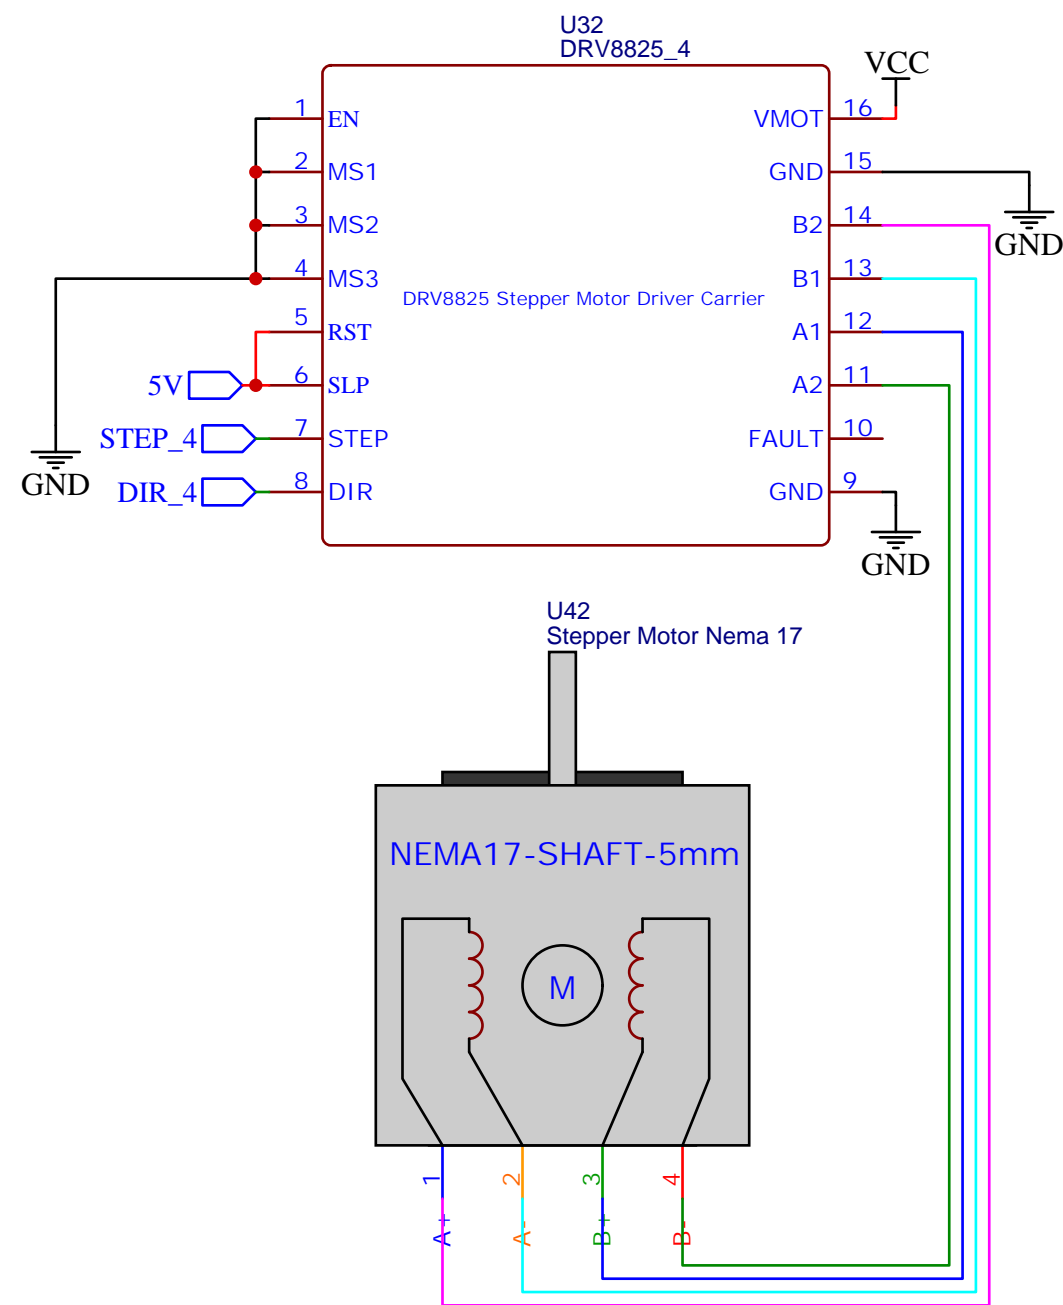 U32
DRV8825_4
VCC
1 EN
VMOT 16
2 MS1
GND 15
3 MS2
B2 14
GND
4 MS3
B1 13
DRV8825 Stepper Motor Driver Carrier
5 RST
A1 12
5V
6 SLP
A2 11
STEP_4
7 STEP
FAULT 10
GND
DIR_4
8 DIR
GND 9
GND
U42
Stepper Motor Nema 17
NEMA17-SHAFT-5mm
M
1 2 3 4
A+ A- B+ B-